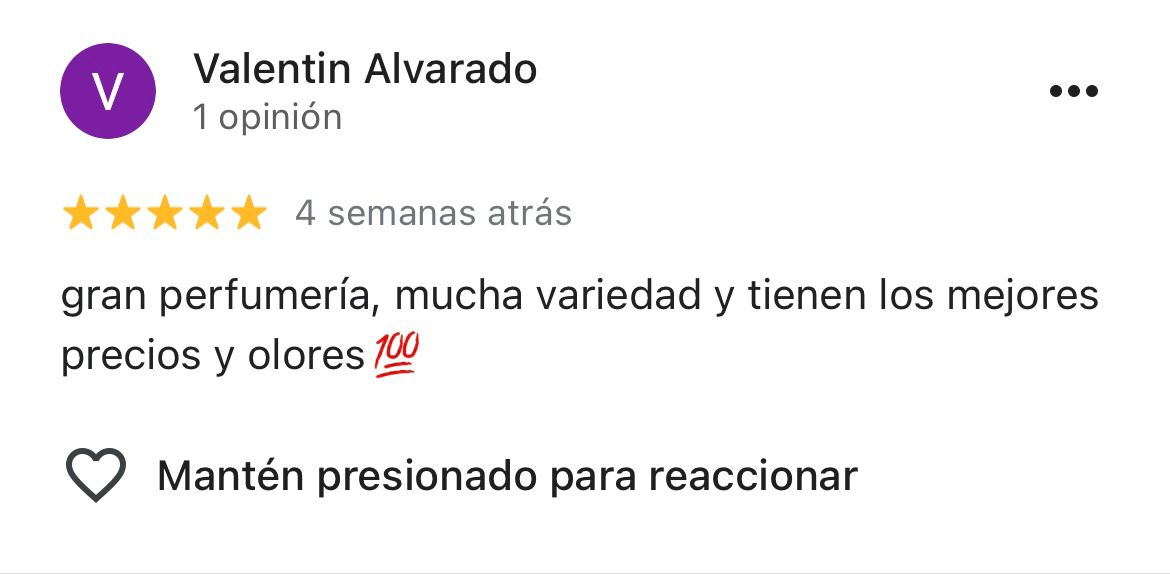 V
Valentin Alvarado
1 opinión
4 semanas atrás
gran perfumería, mucha variedad y tienen los mejores
precios y olores 💯
Mantén presionado para reaccionar